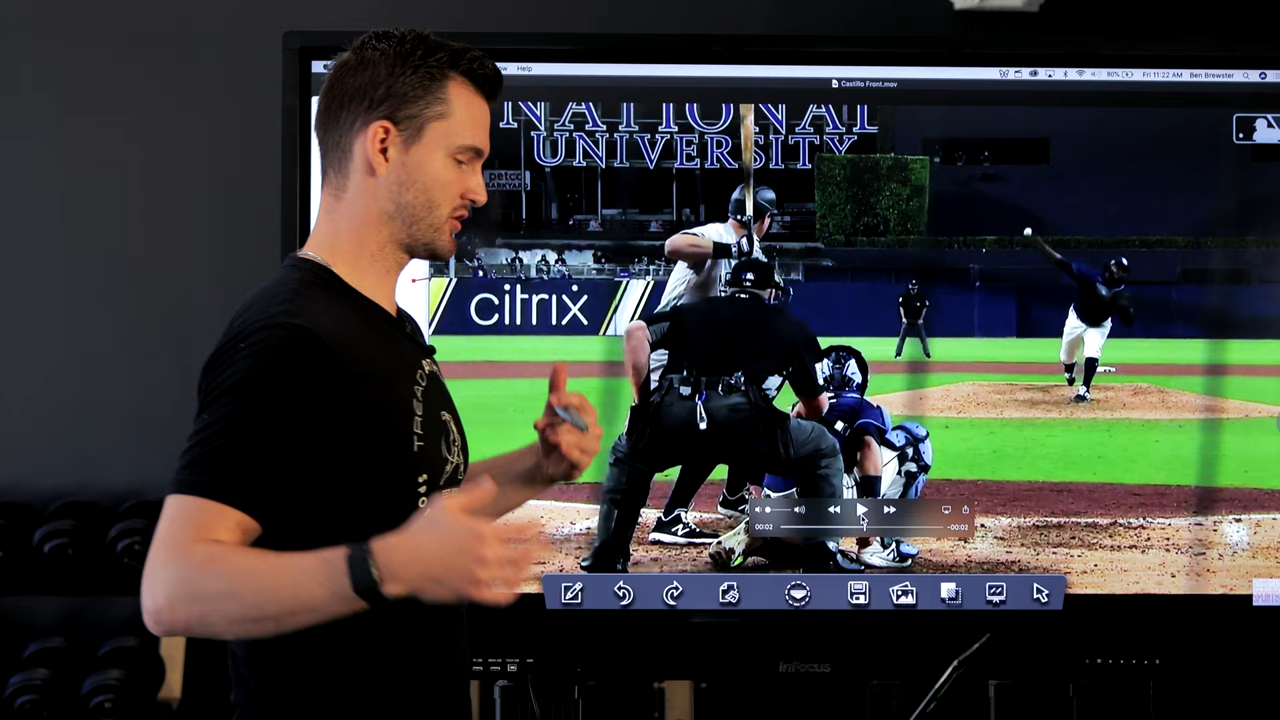 Help
80%
Fri 11:22 AM
Ben Brewster
Castillo Front.mov
NATIONAL
UNIVERSITY
petco
citrix
TREAD
00:02
-00:02
InFocus